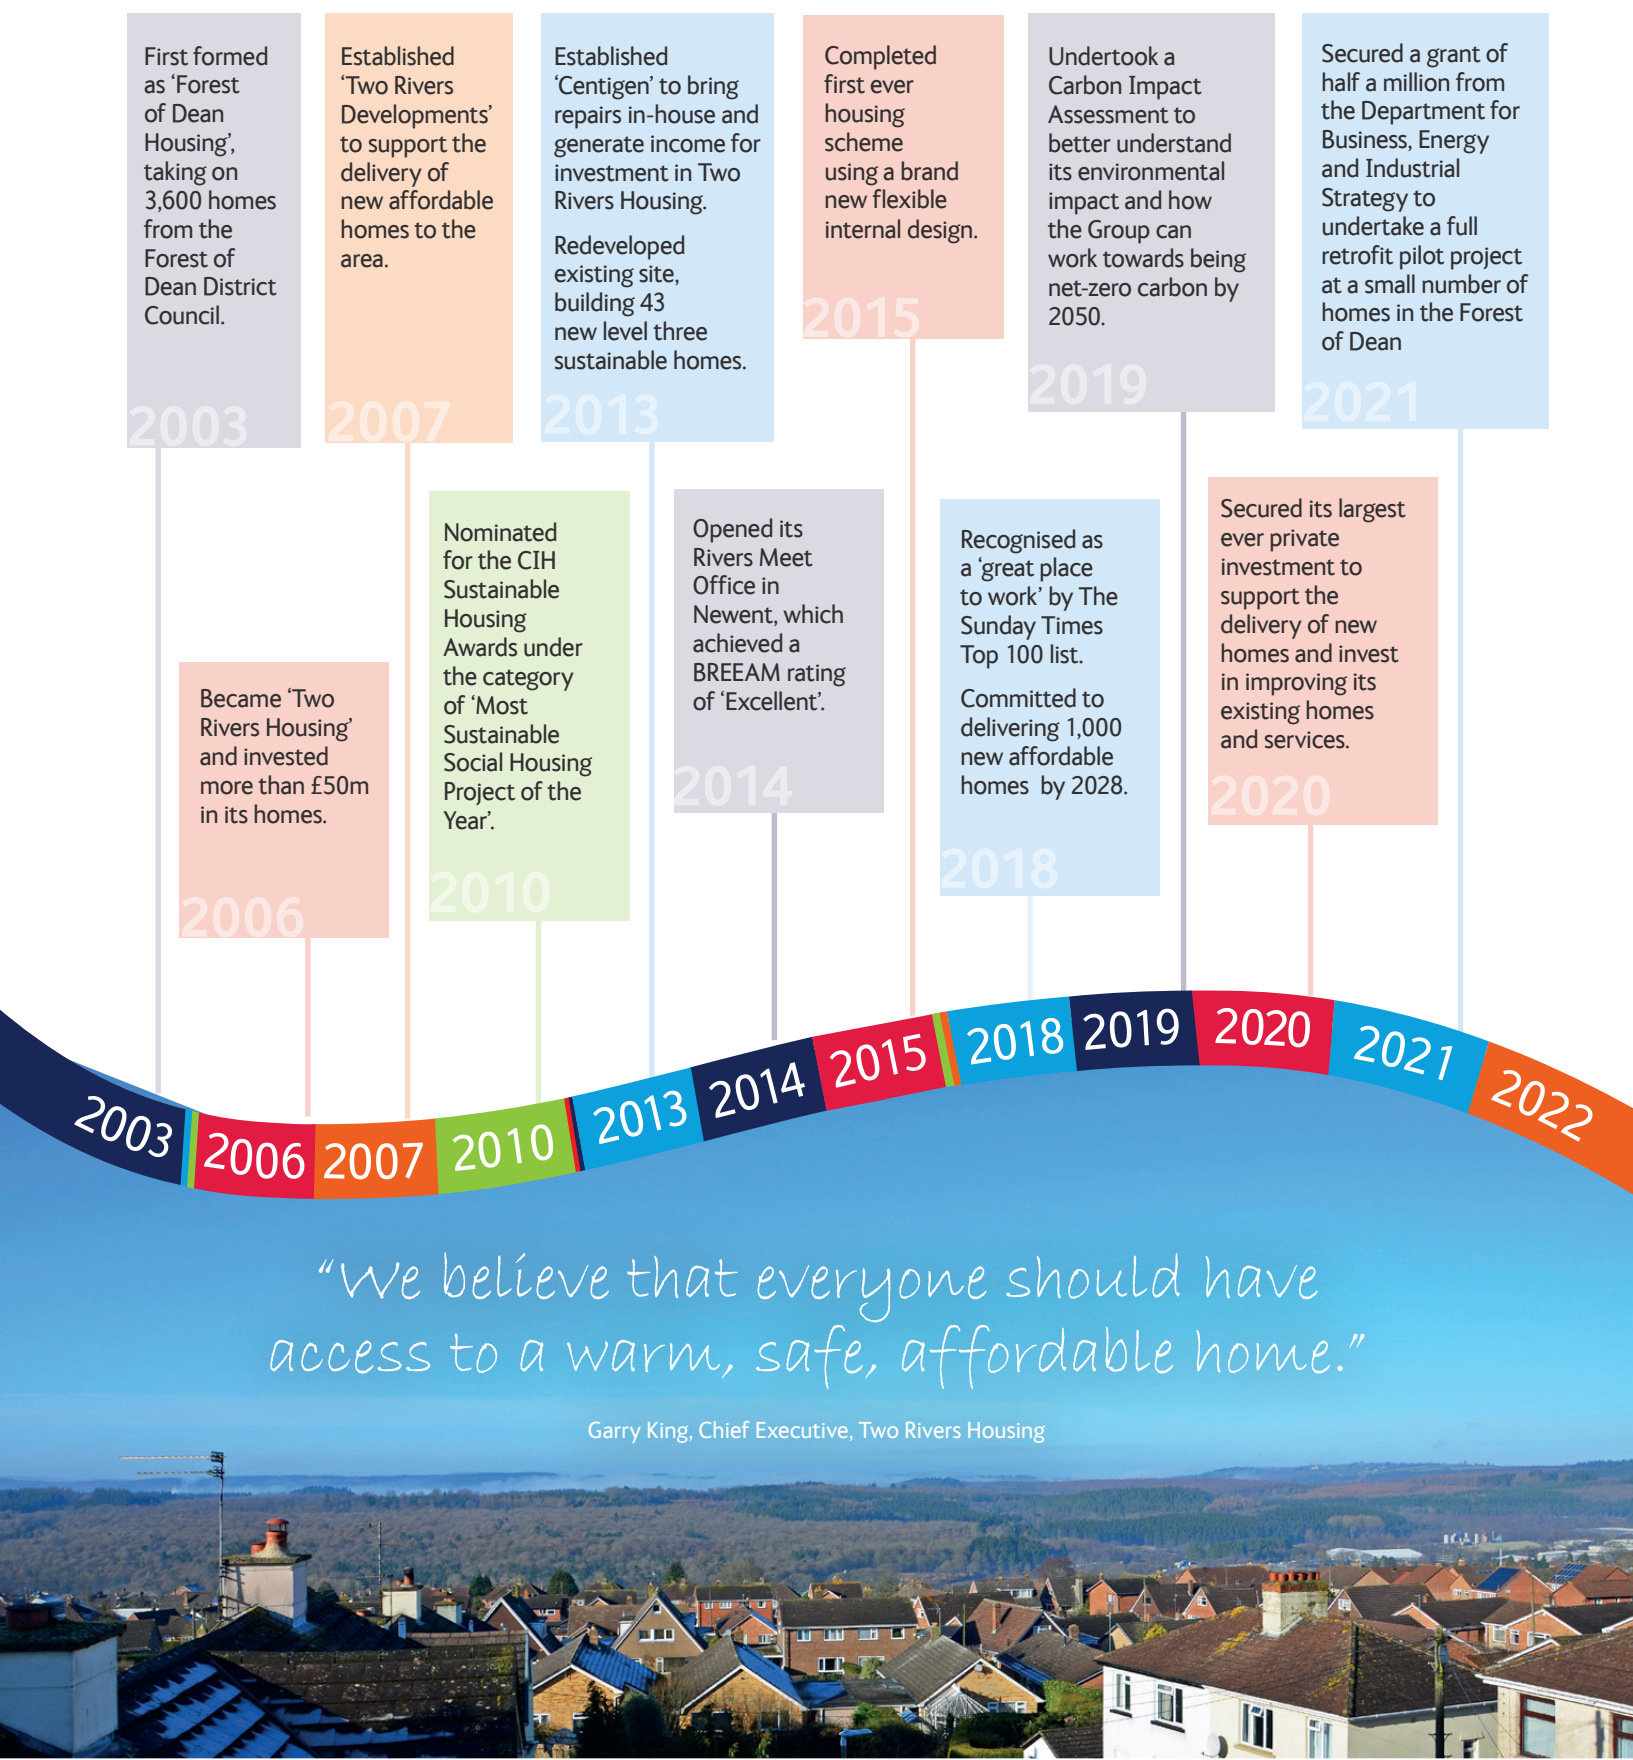 First formed
as ‘Forest
of Dean
Housing’,
taking on
3,600 homes
from the
Forest of
Dean District
Council.
2003
Established
‘Two Rivers
Developments’
to support the
delivery of
new affordable
homes to the
area.
2007
Established
‘Centigen’ to bring
repairs in-house and
generate income for
investment in Two
Rivers Housing.
Redeveloped
existing site,
building 43
new level three
sustainable homes.
2013
Completed
first ever
housing
scheme
using a brand
new flexible
internal design.
2015
Undertook a
Carbon Impact
Assessment to
better understand
its environmental
impact and how
the Group can
work towards being
net-zero carbon by
2050.
2019
Secured a grant of
half a million from
the Department for
Business, Energy
and Industrial
Strategy to
undertake a full
retrofit pilot project
at a small number of
homes in the Forest
of Dean
2021
Became ‘Two
Rivers Housing’
and invested
more than £50m
in its homes.
2006
Nominated
for the CIH
Sustainable
Housing
Awards under
the category
of ‘Most
Sustainable
Social Housing
Project of the
Year’.
2010
Opened its
Rivers Meet
Office in
Newent, which
achieved a
BREEAM rating
of ‘Excellent’.
2014
Recognised as
a ‘great place
to work’ by The
Sunday Times
Top 100 list.
Committed to
delivering 1,000
new affordable
homes by 2028.
2018
Secured its largest
ever private
investment to
support the
delivery of new
homes and invest
in improving its
existing homes
and services.
2020
2003 2006 2007 2010 2013 2014 2015 2018 2019 2020 2021 2022
“We believe that everyone should have
access to a warm, safe, affordable home.”
Garry King, Chief Executive, Two Rivers Housing